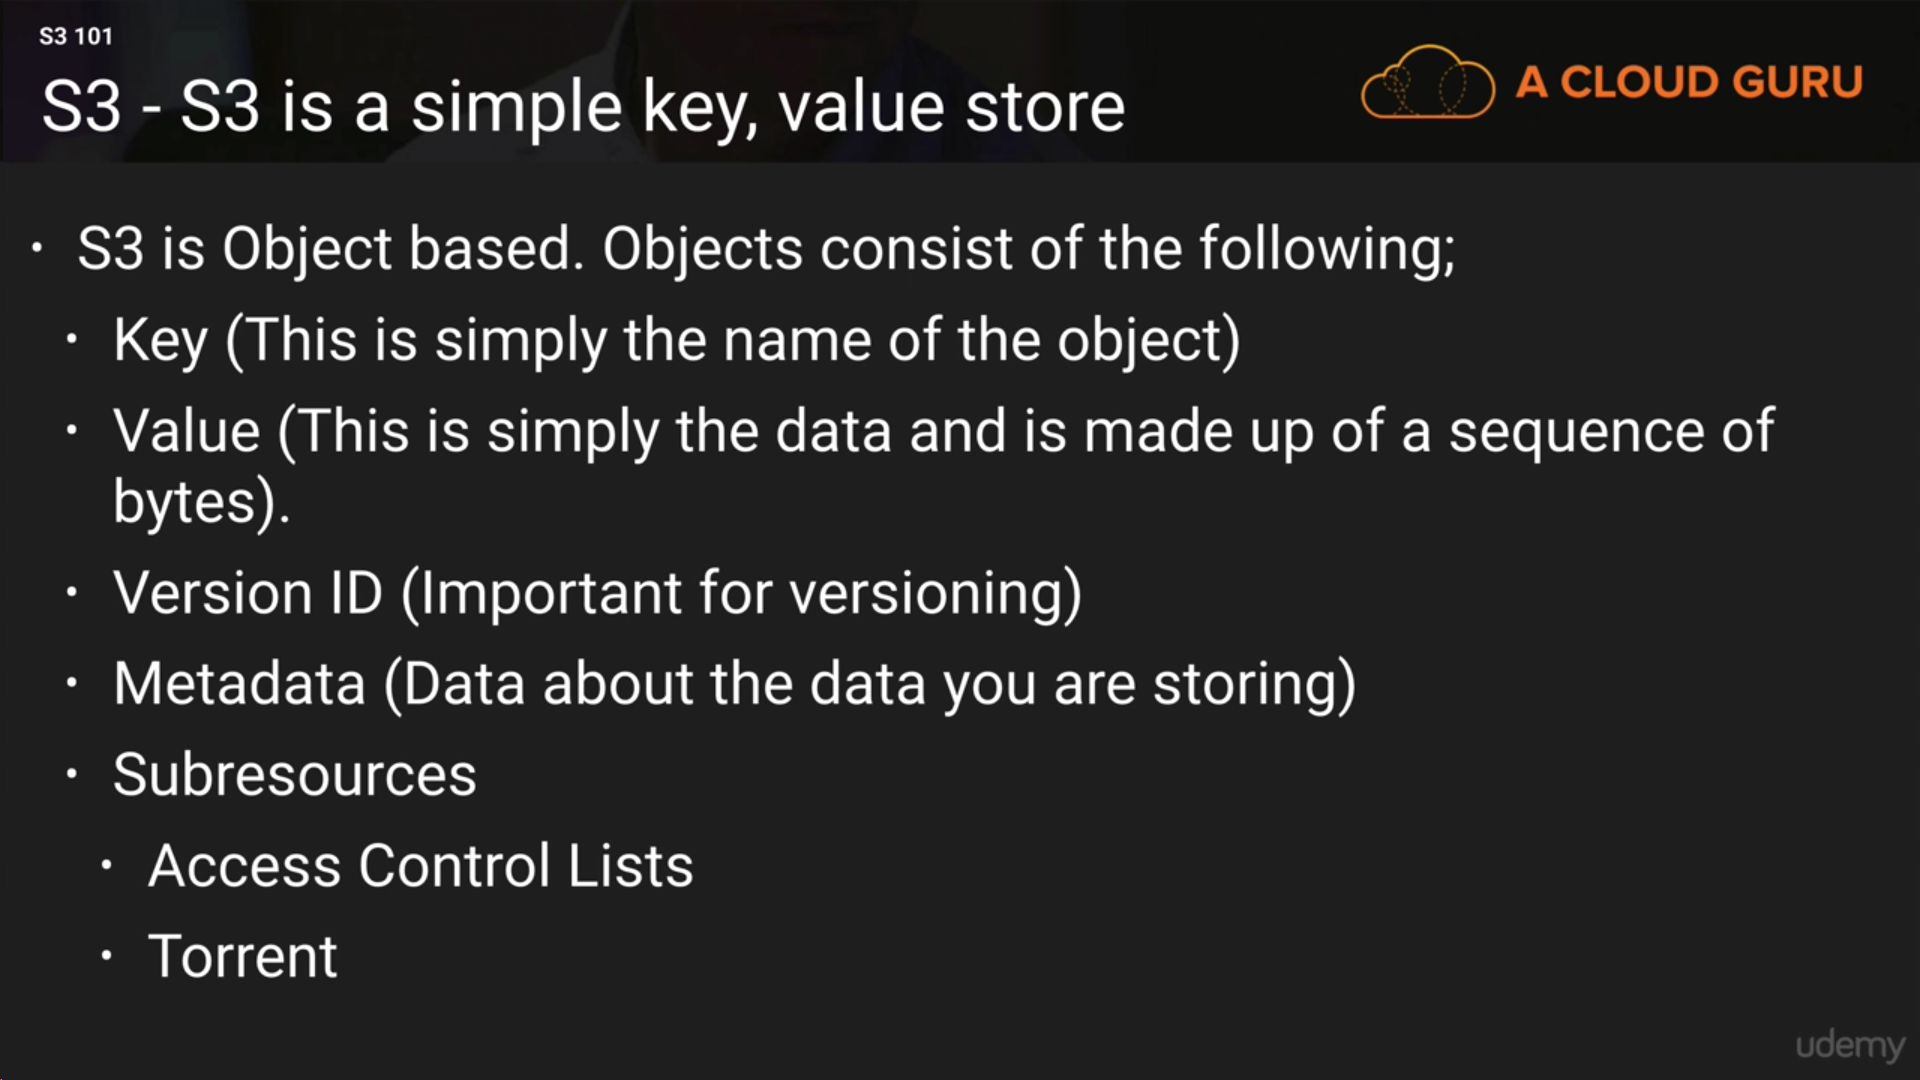 S3 101
S3 - S3 is a simple key, value store
A CLOUD GURU
• S3 is Object based. Objects consist of the following;
• Key (This is simply the name of the object)
• Value (This is simply the data and is made up of a sequence of
bytes).
• Version ID (Important for versioning)
• Metadata (Data about the data you are storing)
• Subresources
• Access Control Lists
• Torrent
udemy